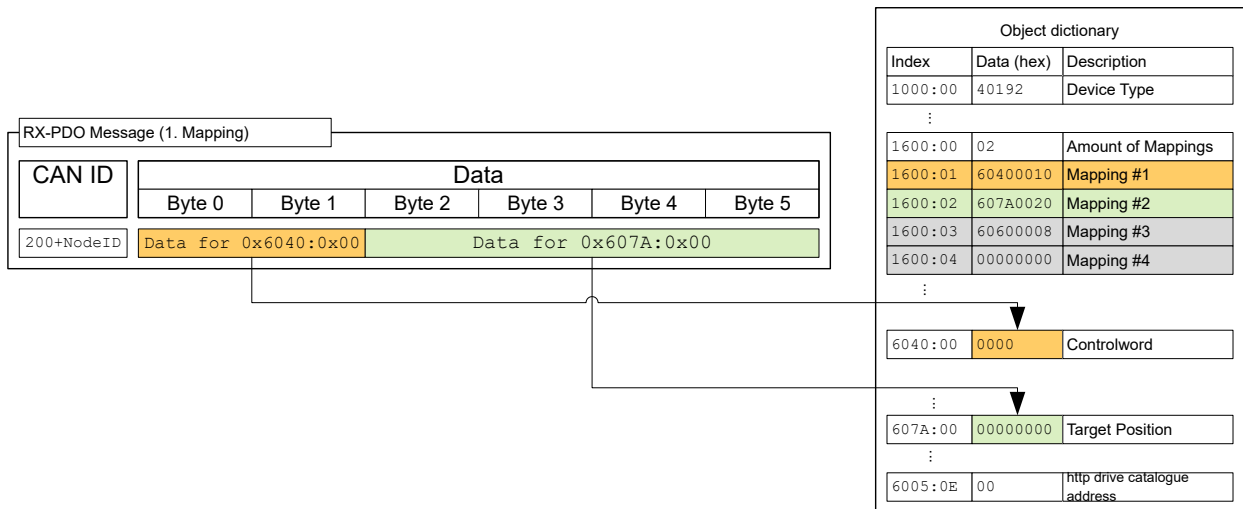 Object dictionary
Index Data (hex) Description
1000:00 40192 Device Type
⋮
1600:00 02 Amount of Mappings
1600:01 60400010 Mapping #1
1600:02 607A0020 Mapping #2
1600:03 60600008 Mapping #3
1600:04 00000000 Mapping #4
⋮
6040:00 0000 Controlword
⋮
607A:00 00000000 Target Position
⋮
6005:0E 00 http drive catalogue
address
RX-PDO Message (1. Mapping)
CAN ID Data
Byte 0 Byte 1 Byte 2 Byte 3 Byte 4 Byte 5
200+NodeID Data for 0x6040:0x00 Data for 0x607A:0x00